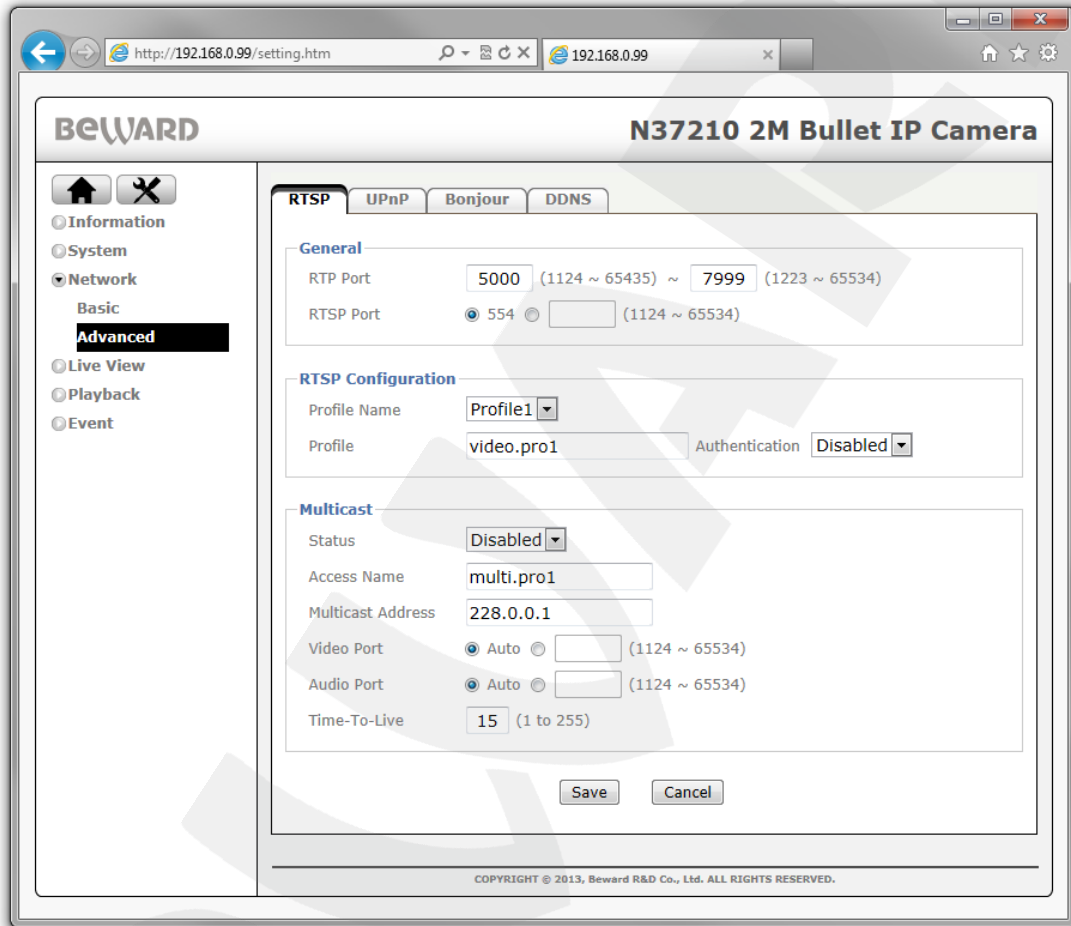 http://192.168.0.99/setting.htm
192.168.0.99
BEWARD
N37210 2M Bullet IP Camera
Information
System
Network
Basic
Advanced
Live View
Playback
Event
RTSP UPnP Bonjour DDNS
General
RTP Port 5000 (1124 ~ 65435) ~ 7999 (1223 ~ 65534)
RTSP Port 554 (1124 ~ 65534)
RTSP Configuration
Profile Name Profile1
Profile video.pro1 Authentication Disabled
Multicast
Status Disabled
Access Name multi.pro1
Multicast Address 228.0.0.1
Video Port Auto (1124 ~ 65534)
Audio Port Auto (1124 ~ 65534)
Time-To-Live 15 (1 to 255)
Save Cancel
COPYRIGHT © 2013, Beward R&D Co., Ltd. ALL RIGHTS RESERVED.